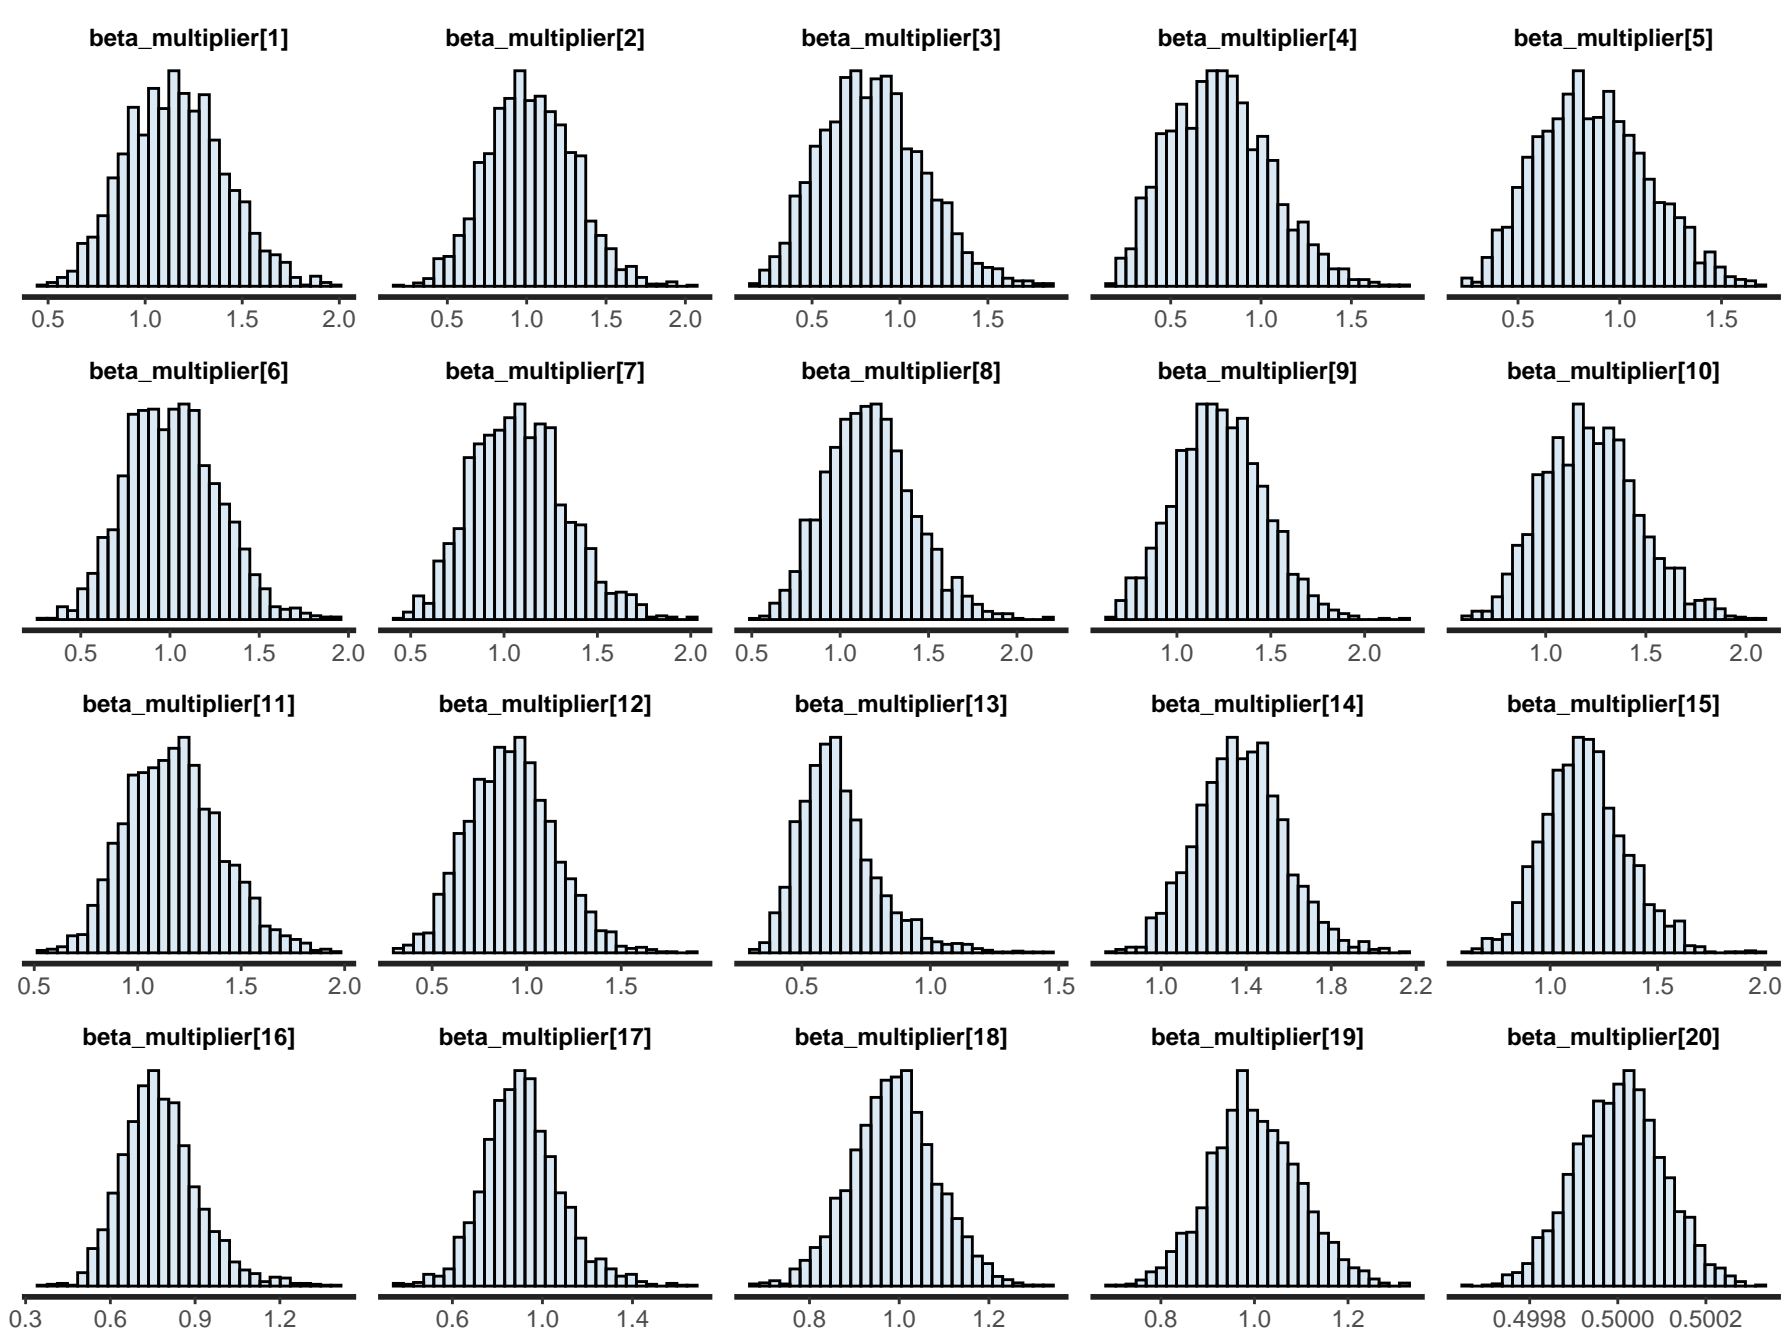 beta_multiplier[1] beta_multiplier[2] beta_multiplier[3] beta_multiplier[4] beta_multiplier[5]
0.5 1.0 1.5 2.0 0.5 1.0 1.5 2.0 0.5 1.0 1.5 0.5 1.0 1.5 0.5 1.0 1.5
beta_multiplier[6] beta_multiplier[7] beta_multiplier[8] beta_multiplier[9] beta_multiplier[10]
0.5 1.0 1.5 2.0 0.5 1.0 1.5 2.0 0.5 1.0 1.5 2.0 1.0 1.5 2.0 1.0 1.5 2.0
beta_multiplier[11] beta_multiplier[12] beta_multiplier[13] beta_multiplier[14] beta_multiplier[15]
0.5 1.0 1.5 2.0 0.5 1.0 1.5 0.5 1.0 1.5 1.0 1.4 1.8 2.2 1.0 1.5 2.0
beta_multiplier[16] beta_multiplier[17] beta_multiplier[18] beta_multiplier[19] beta_multiplier[20]
0.3 0.6 0.9 1.2 0.6 1.0 1.4 0.8 1.0 1.2 0.8 1.0 1.2 0.4998 0.5000 0.5002